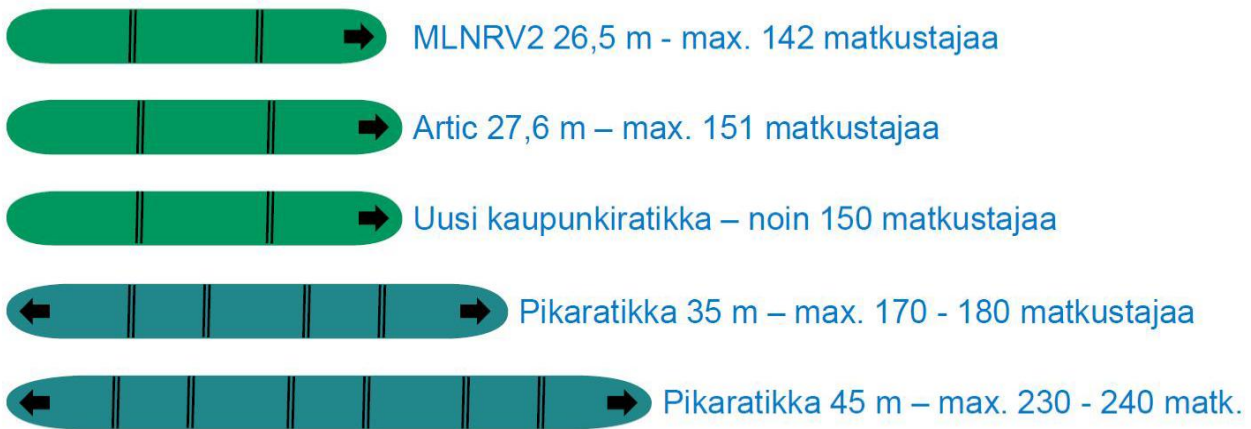 MLNRV2 26,5 m - max. 142 matkustajaa
Artic 27,6 m – max. 151 matkustajaa
Uusi kaupunkiratikka – noin 150 matkustajaa
Pikaratikka 35 m – max. 170 - 180 matkustajaa
Pikaratikka 45 m – max. 230 - 240 matk.